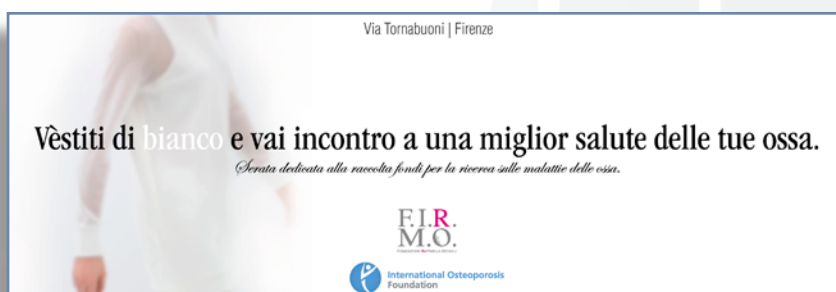 Via Tornabuoni | Firenze
Vèstiti di bianco e vai incontro a una miglior salute delle tue ossa.
Serata dedicata alla raccolta fondi per la ricerca sulle malattie delle ossa.
F.I.R.
M.O.
International Osteoporosis
Foundation